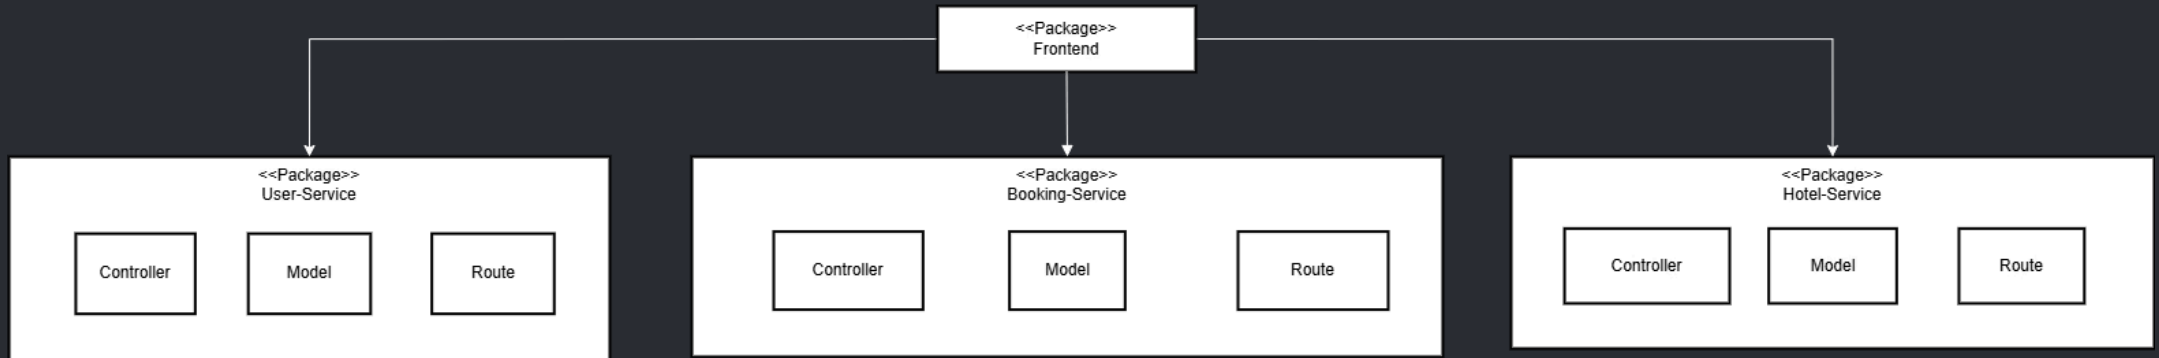 <<Package>>
Frontend
<<Package>>
User-Service
Controller
Model
Route
<<Package>>
Booking-Service
Controller
Model
Route
<<Package>>
Hotel-Service
Controller
Model
Route